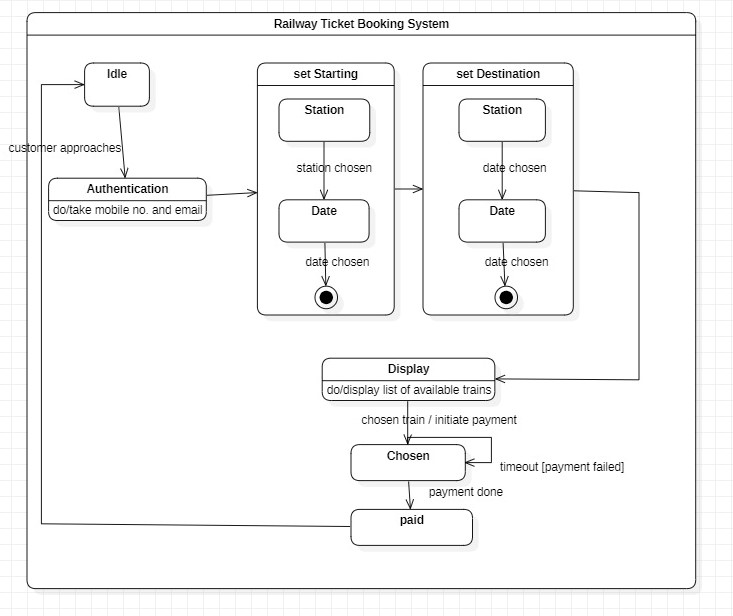 Railway Ticket Booking System
Idle
customer approaches
Authentication
do/take mobile no. and email
set Starting
Station
station chosen
Date
date chosen
set Destination
Station
date chosen
Date
date chosen
Display
do/display list of available trains
chosen train / initiate payment
Chosen
timeout [payment failed]
payment done
paid